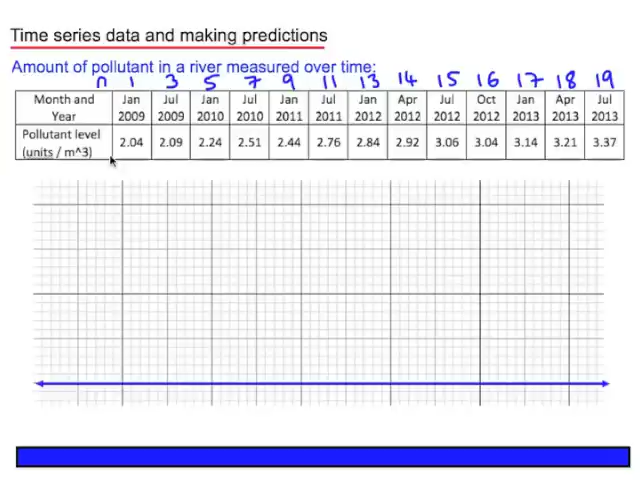 Time series data and making predictions
Amount of pollutant in a river measured over time:
n 1 3 5 7 9 11 13 14 15 16 17 18 19
Month and Year Jan 2009 Jul 2009 Jan 2010 Jul 2010 Jan 2011 Jul 2011 Jan 2012 Apr 2012 Jul 2012 Oct 2012 Jan 2013 Apr 2013 Jul 2013
Pollutant level (units / m^3) 2.04 2.09 2.24 2.51 2.44 2.76 2.84 2.92 3.06 3.04 3.14 3.21 3.37